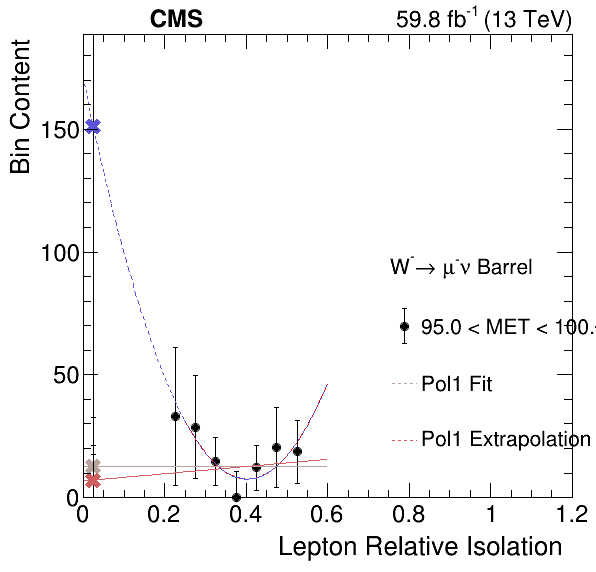 CMS 59.8 fb⁻¹ (13 TeV)
Bin Content
150
100
50
0
W⁻→ μ⁻ν Barrel
95.0 < MET < 100.
Pol1 Fit
Pol1 Extrapolation
0 0.2 0.4 0.6 0.8 1 1.2
Lepton Relative Isolation